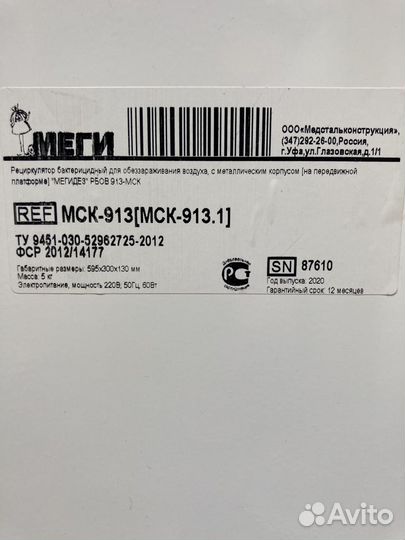 МЕГИ
ООО«Медстальконструкция»,
(347)292-26-00,Россия,
г.Уфа,ул.Глазовская,д.1/1
Рециркулятор бактерицидный для обеззараживания воздуха, с металлическим корпусом [на передвижной
платформе] "МЕГИДЕЗ" РБОВ 913-МСК
REF МСК-913[МСК-913.1]
ТУ 9451-030-52962725-2012
ФСР 2012/14177
Габаритные размеры: 595х300х130 мм
Масса: 5 кг
Электропитание, мощность 220В, 50Гц, 60Вт
SN 87610
Год выпуска: 2020
Гарантийный срок: 12 месяцев
Avito